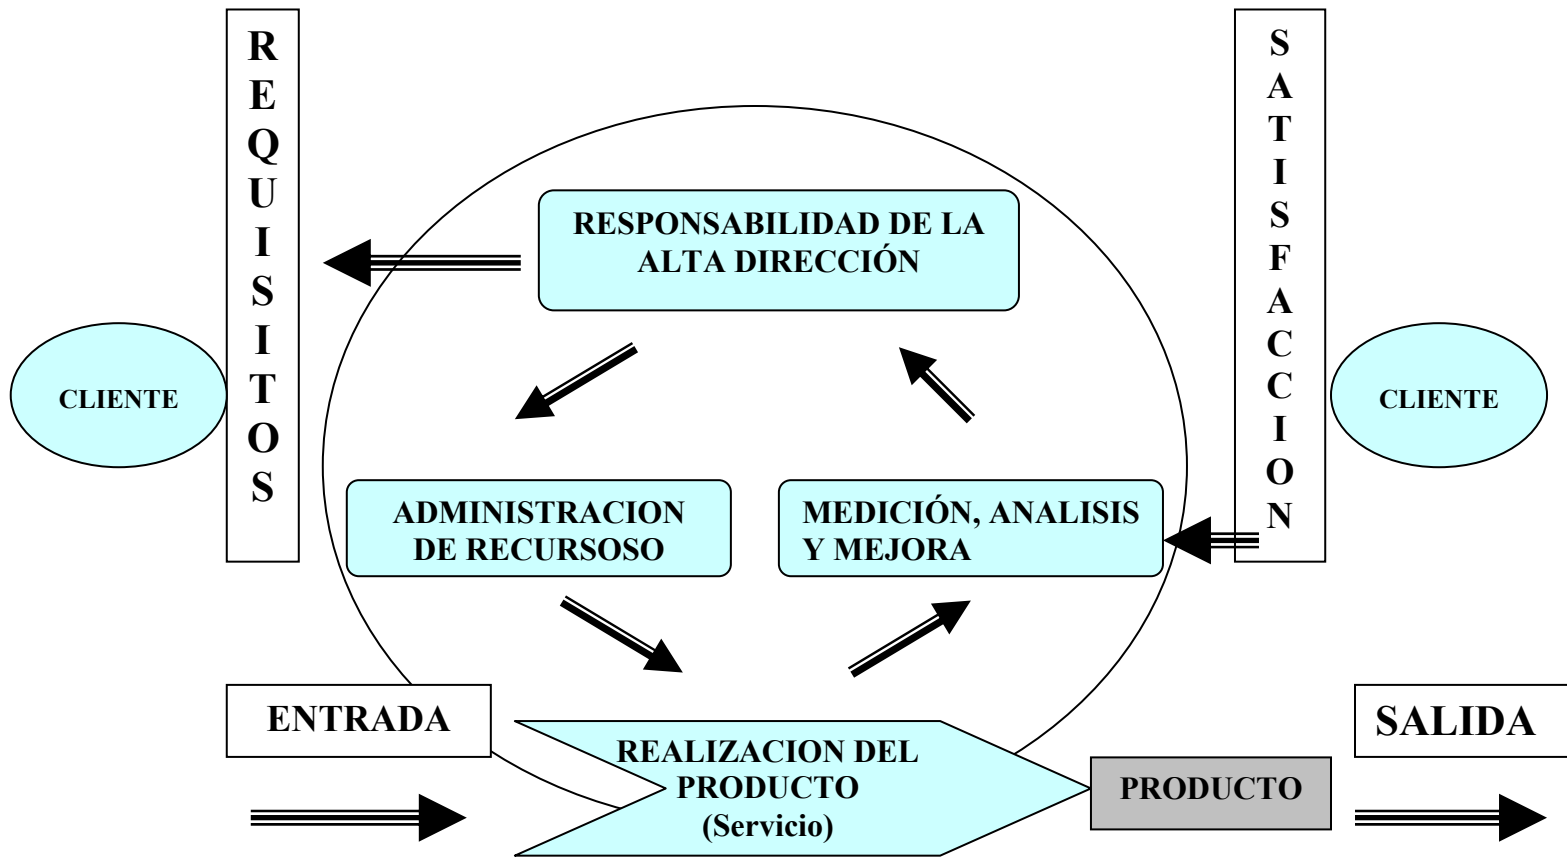 REQUISITOS
SATISFACCION
RESPONSABILIDAD DE LA
ALTA DIRECCIÓN
CLIENTE
CLIENTE
ADMINISTRACION
DE RECURSOSO
MEDICIÓN, ANALISIS
Y MEJORA
ENTRADA
SALIDA
REALIZACION DEL
PRODUCTO
(Servicio)
PRODUCTO